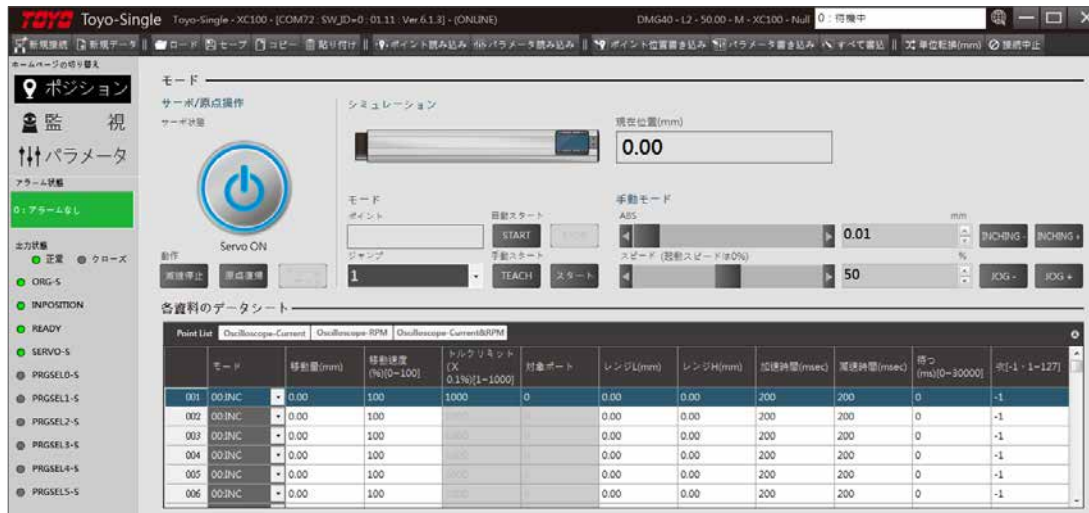 TOYO Toyo-Single Toyo-Single - XC100 - [COM72 : SW_JD=0 : 01.11 : Ver.6.1.3] - (ONLINE) DMG40 - L2 - 50.00 - M - XC100 - Null 0：待機中
新規接続 新規データ ロード セーブ コピー 貼り付け ポイント読み込み パラメータ読み込み ポイント位置書き込み パラメータ書き込み すべて書込 単位転換(mm) 接続中止
ホームページの切り替え
ポジション
監 視
パラメータ
アラーム状態
0：アラームなし
出力状態
正常 クローズ
ORG-S
INPOSITION
READY
SERVO-S
PRGSEL0-S
PRGSEL1-S
PRGSEL2-S
PRGSEL3-S
PRGSEL4-S
PRGSEL5-S
モード
サーボ/原点操作
サーボ状態
Servo ON
動作
減速停止 原点復帰
シミュレーション
現在位置(mm)
0.00
モード
ポイント 自動スタート
START
ジャンプ 手動スタート
1 TEACH スタート
手動モード
ABS mm
0.01 INCHING - INCHING +
スピード (起動スピードは0%) %
50 JOG - JOG +
各資料のデータシート
Point List Oscilloscope-Current Oscilloscope-RPM Oscilloscope-Current&RPM
モード 移動量(mm) 移動速度(%)[0~100] トルクリミット(X 0.1%)[1~1000] 対象ポート レンジL(mm) レンジH(mm) 加速時間(msec) 減速時間(msec) 待つ(ms)[0~30000] 次[-1、1~127]
001 00:INC 0.00 100 1000 0 0.00 0.00 200 200 0 -1
002 00:INC 0.00 100 0.00 0.00 200 200 0 -1
003 00:INC 0.00 100 0.00 0.00 200 200 0 -1
004 00:INC 0.00 100 0.00 0.00 200 200 0 -1
005 00:INC 0.00 100 0.00 0.00 200 200 0 -1
006 00:INC 0.00 100 0.00 0.00 200 200 0 -1